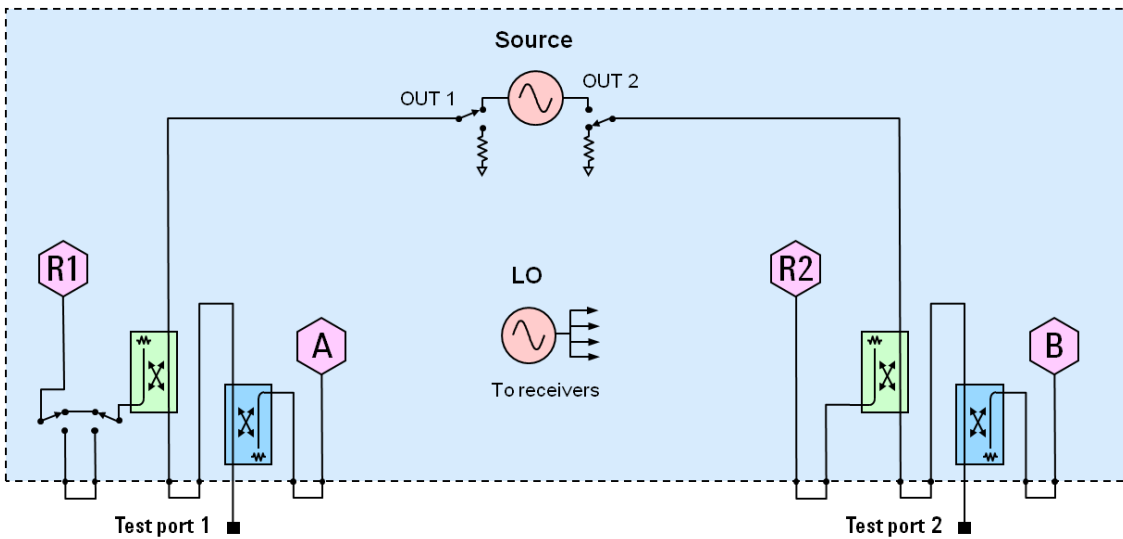 Source
OUT 1
OUT 2
R1
R2
LO
A
B
To receivers
Test port 1
Test port 2